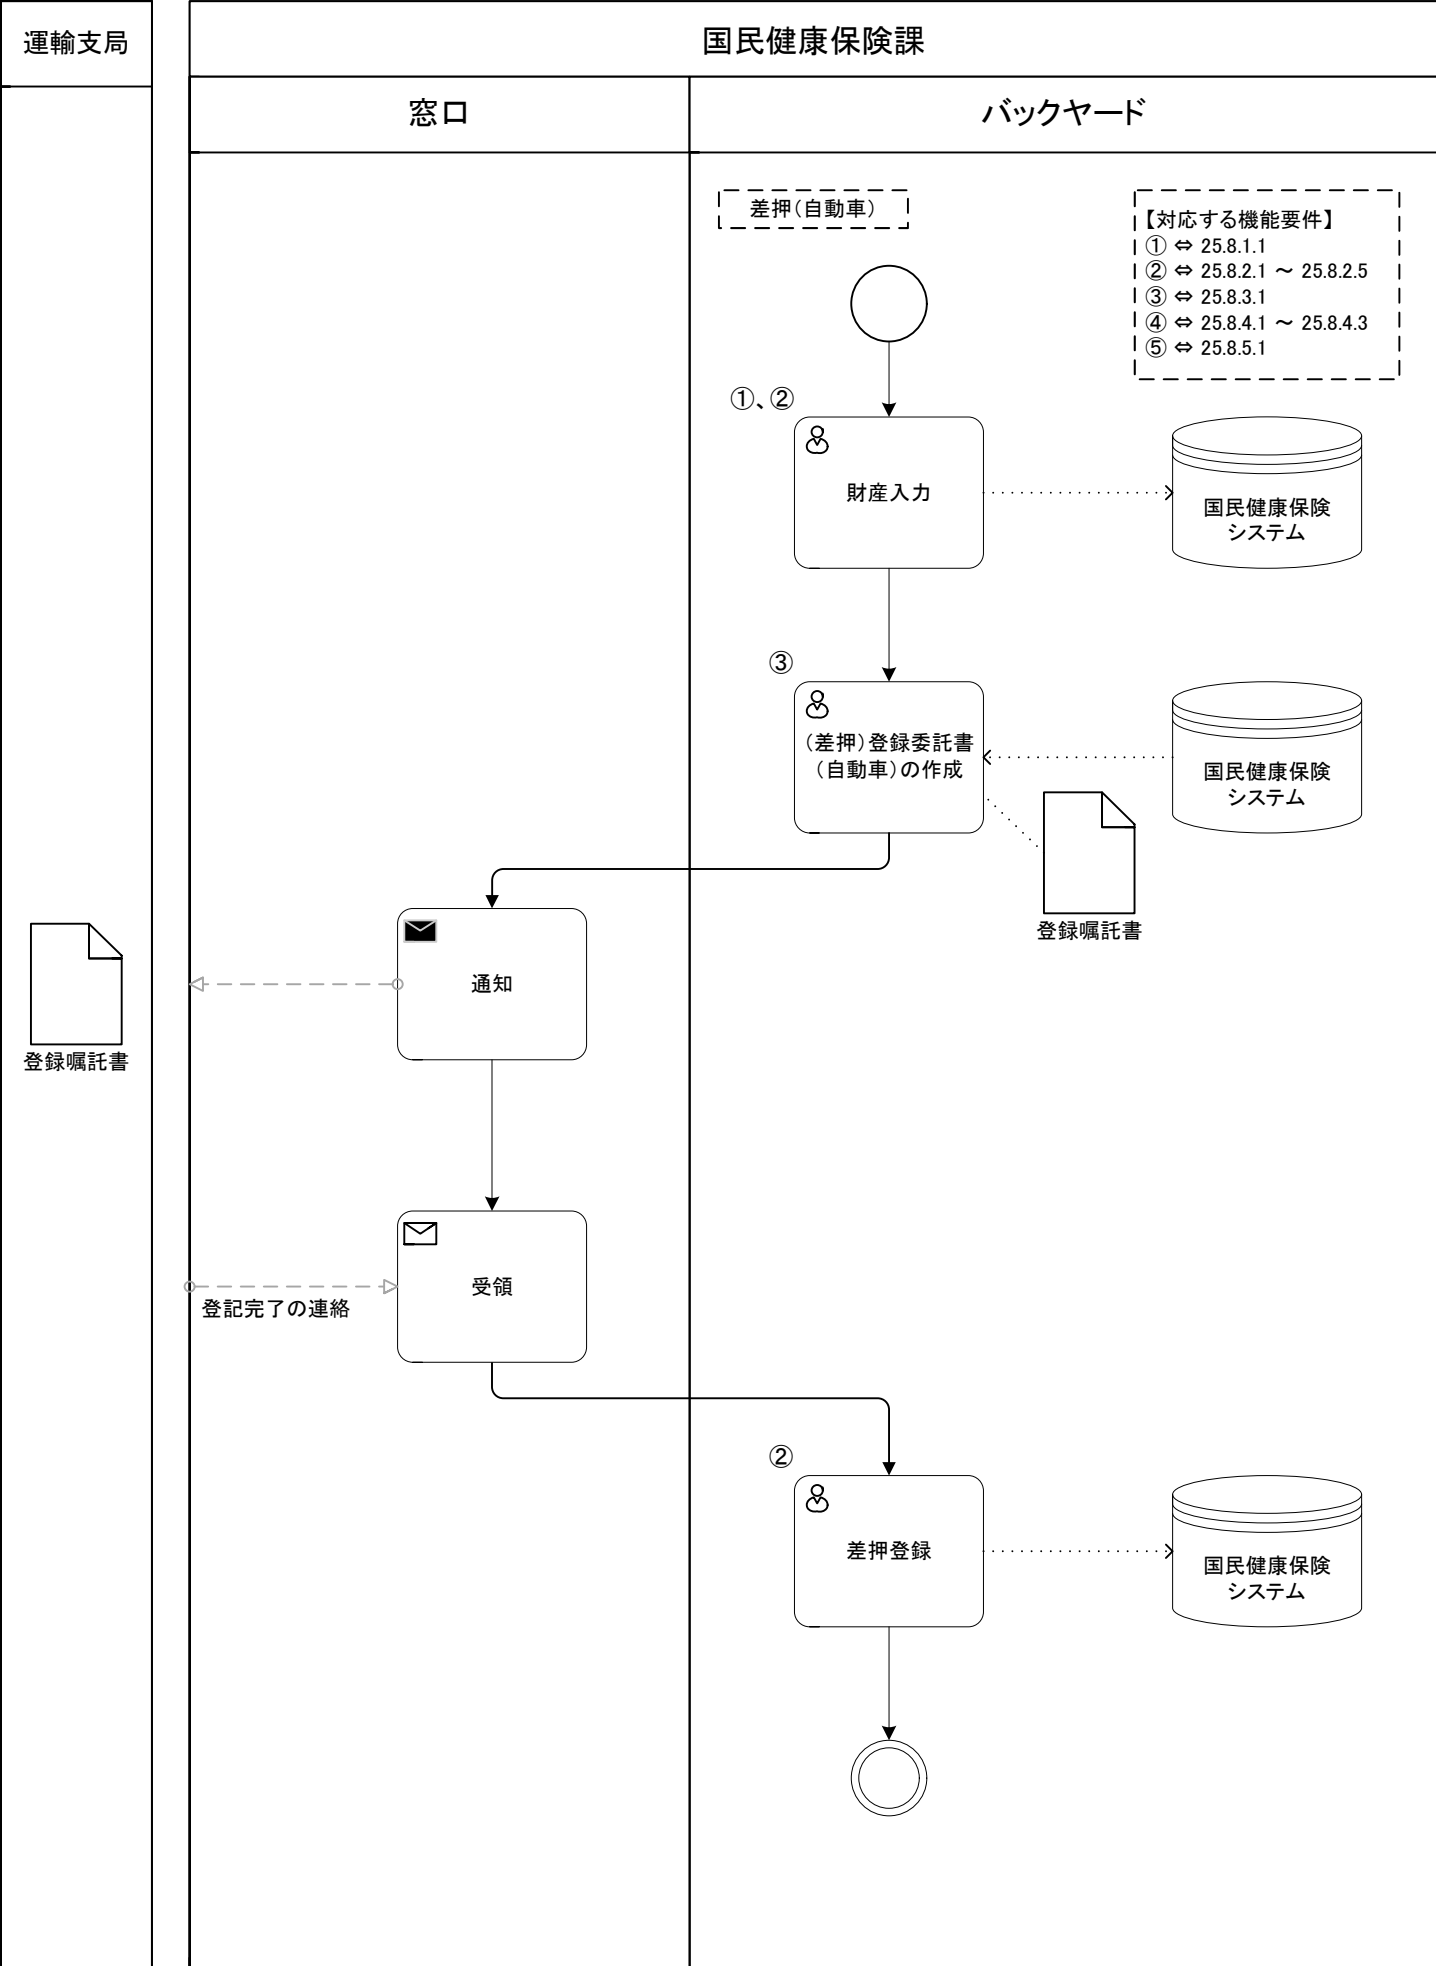 運輸支局
国民健康保険課
窓口
バックヤード
差押（自動車）
【対応する機能要件】
① ⇔ 25.8.1.1
② ⇔ 25.8.2.1 ～ 25.8.2.5
③ ⇔ 25.8.3.1
④ ⇔ 25.8.4.1 ～ 25.8.4.3
⑤ ⇔ 25.8.5.1
①、②
財産入力
国民健康保険
システム
③
（差押）登録委託書
（自動車）の作成
国民健康保険
システム
登録嘱託書
通知
登録嘱託書
受領
登記完了の連絡
②
差押登録
国民健康保険
システム